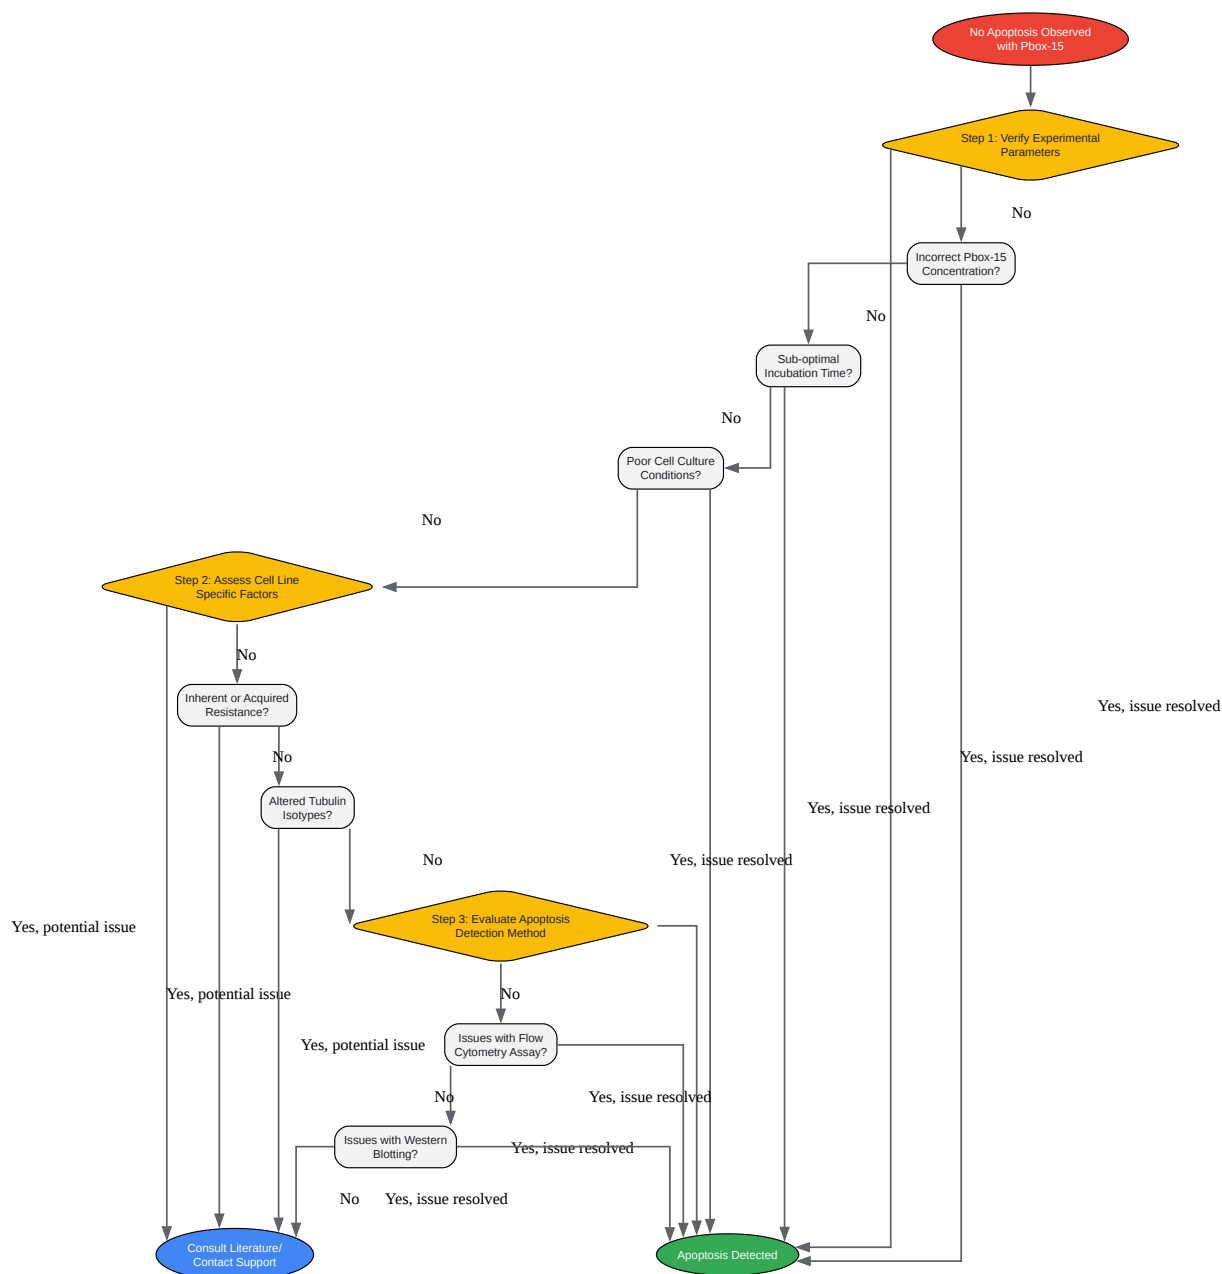 No Apoptosis Observed
with Pbox-15
Step 1: Verify Experimental
Parameters
No
Incorrect Pbox-15
Concentration?
No
Sub-optimal
Incubation Time?
No
Poor Cell Culture
Conditions?
No
Step 2: Assess Cell Line
Specific Factors
No
Inherent or Acquired
Resistance?
Yes, issue resolved
No
Yes, issue resolved
Altered Tubulin
Isotypes?
Yes, issue resolved
No
Yes, issue resolved
Step 3: Evaluate Apoptosis
Detection Method
Yes, potential issue
Yes, potential issue
No
Issues with Flow
Cytometry Assay?
Yes, potential issue
No
Yes, issue resolved
Issues with Western
Blotting?
Yes, issue resolved
No
Yes, issue resolved
Consult Literature/
Contact Support
Apoptosis Detected